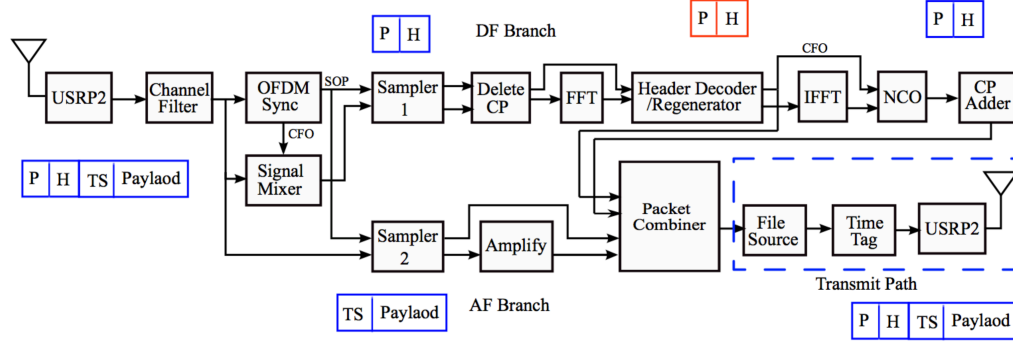 P H
DF Branch
P H
P H
CFO
USRP2
Channel
Filter
OFDM
Sync
SOP
Sampler
1
Delete
CP
FFT
Header Decoder
/Regenerator
IFFT
NCO
CP
Adder
CFO
P H TS Paylaod
Signal
Mixer
Packet
Combiner
Sampler
2
Amplify
File
Source
Time
Tag
USRP2
Transmit Path
TS Paylaod
AF Branch
P H TS Paylaod